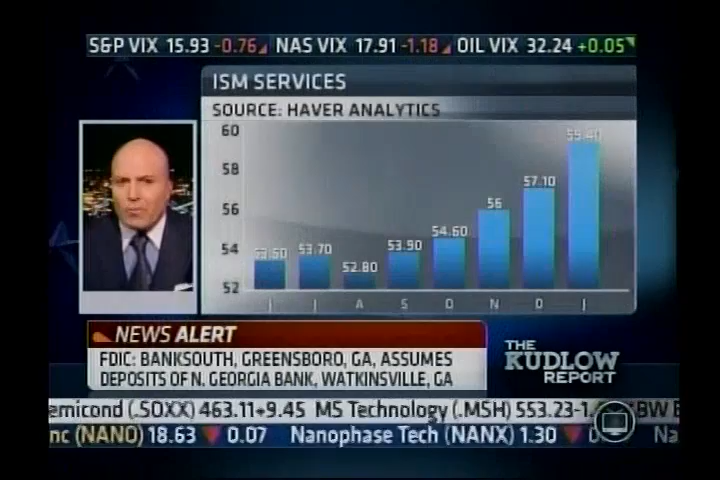 S&P VIX 15.93 -0.76 NAS VIX 17.91 -1.18 OIL VIX 32.24 +0.05
ISM SERVICES
SOURCE: HAVER ANALYTICS
60
58
56
54
52
53.50 53.70 52.80 53.90 54.60 56 57.10 59.40
J J A S O N D J
NEWS ALERT
FDIC: BANKSOUTH, GREENSBORO, GA, ASSUMES
DEPOSITS OF N. GEORGIA BANK, WATKINSVILLE, GA
THE
KUDLOW
REPORT
emicond (.SOXX) 463.11+9.45 MS Technology (.MSH) 553.23-1.
nc (NANO) 18.63 0.07 Nanophase Tech (NANX) 1.30 Na